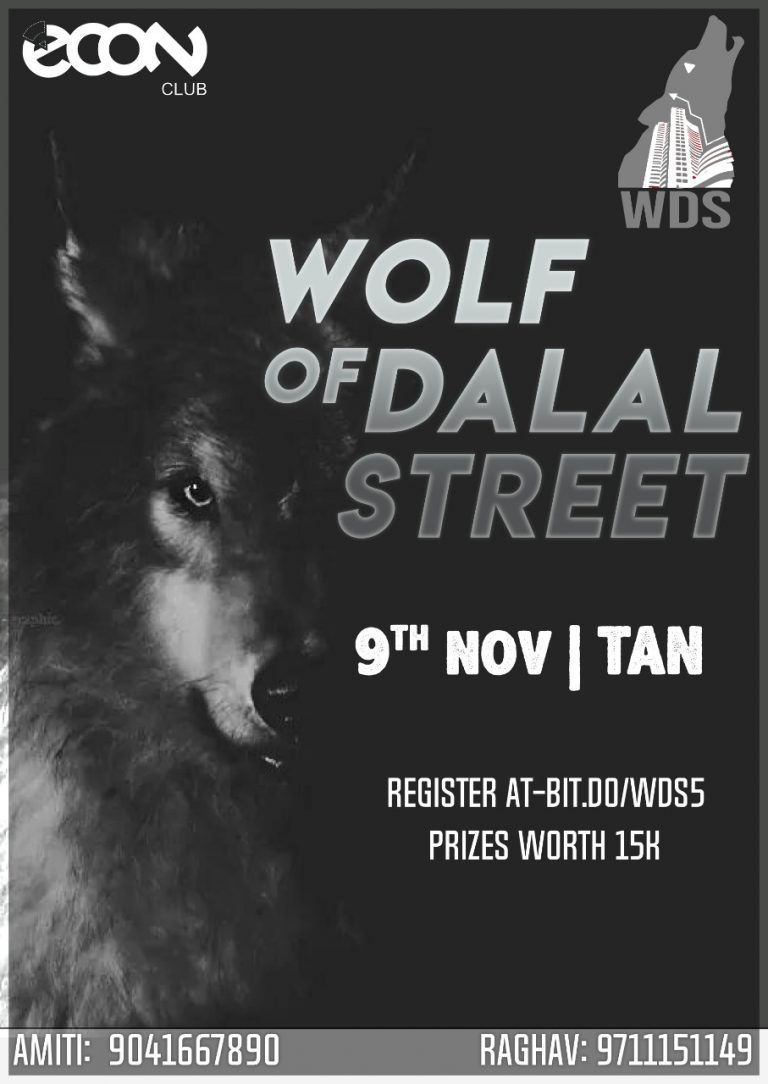 econ
CLUB
WDS
WOLF
OF DALAL
STREET
9TH NOV | TAN
REGISTER AT-BIT.DO/WDS5
PRIZES WORTH 15K
AMITI: 9041667890
RAGHAV: 9711151149